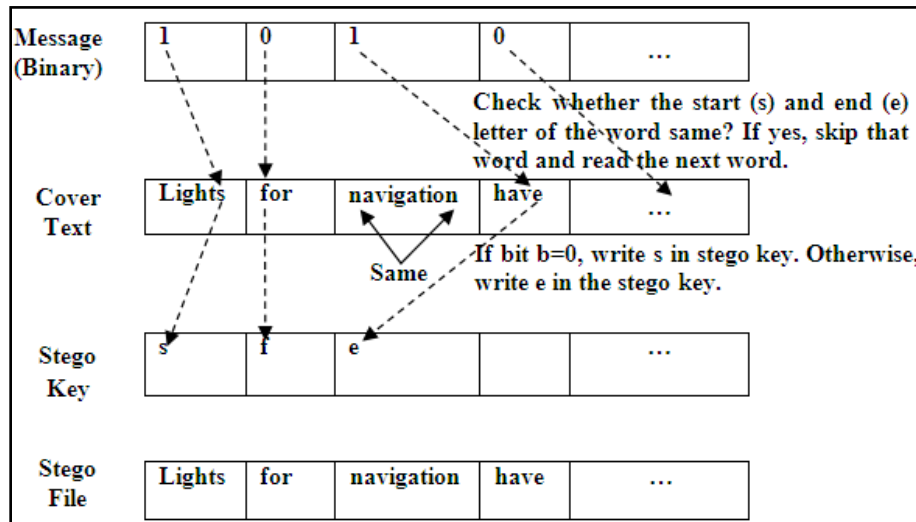 Message (Binary) 1 0 1 0 ...
Check whether the start (s) and end (e)
letter of the word same? If yes, skip that
word and read the next word.
Cover Text Lights for navigation have ...
Same
If bit b=0, write s in stego key. Otherwise,
write e in the stego key.
Stego Key s f e ...
Stego File Lights for navigation have ...